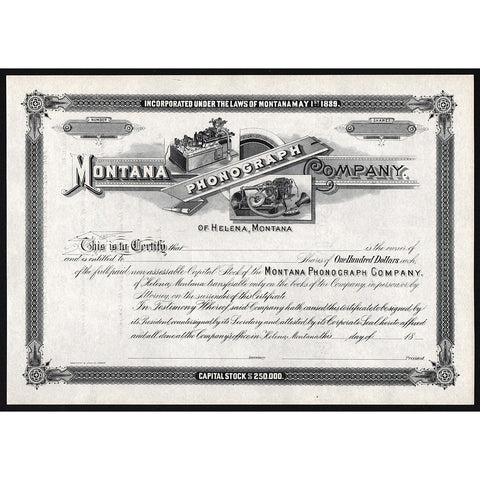 INCORPORATED UNDER THE LAWS OF MONTANA MAY 1ST 1889.
NUMBER
SHARES
MONTANA PHONOGRAPH COMPANY.
OF HELENA, MONTANA
This is to Certify that is the owner of
and is entitled to Shares of One Hundred Dollars each,
of the full paid non-assessable Capital Stock of the MONTANA PHONOGRAPH COMPANY,
of Helena, Montana transferable only on the books of the Company in person or by
Attorney on the surrender of this Certificate.
In Testimony Whereof said Company hath caused this certificate to be signed by
its President, countersigned by its Secretary and attested by its Corporate Seal hereto affixed
and all done at the Company's office in Helena, Montana, this day of 18
Secretary President
CAPITAL STOCK $250,000.